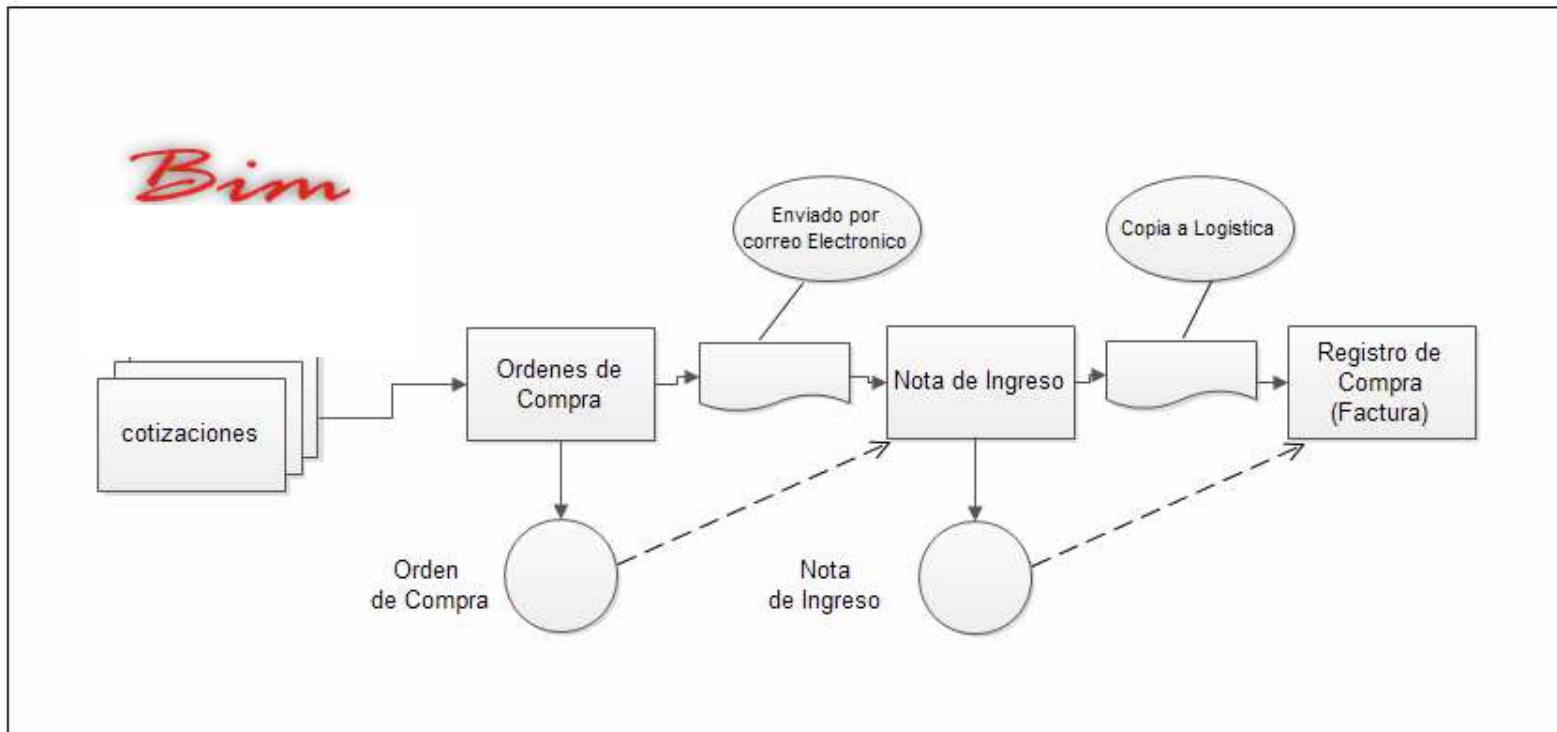 Bim
Enviado por
correo Electronico
Copia a Logistica
cotizaciones
Ordenes de
Compra
Nota de Ingreso
Registro de
Compra
(Factura)
Orden
de Compra
Nota
de Ingreso